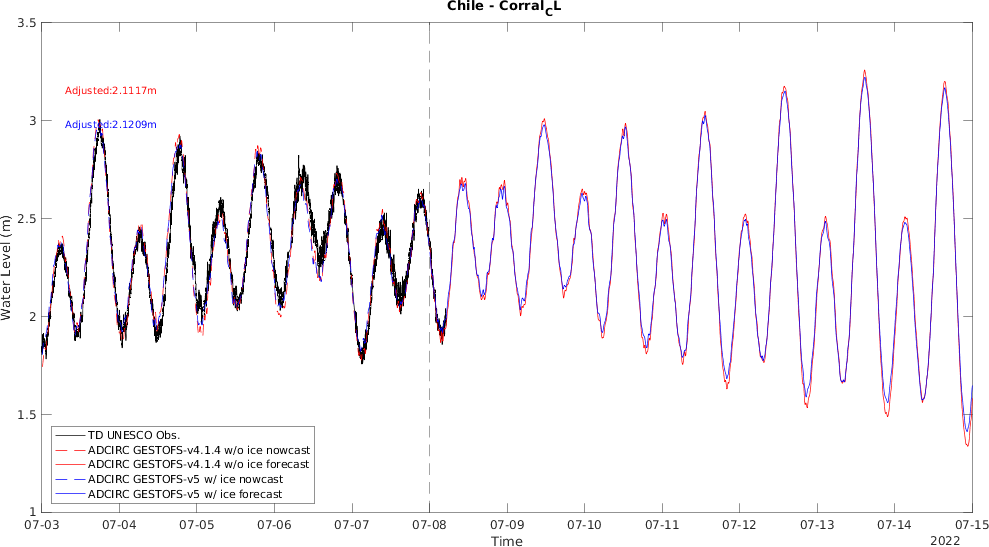 Chile - Corral_CL
Adjusted:2.1117m
Adjusted:2.1209m
Water Level (m)
3.5
3
2.5
2
1.5
1
TD UNESCO Obs.
ADCIRC GESTOFS-v4.1.4 w/o ice nowcast
ADCIRC GESTOFS-v4.1.4 w/o ice forecast
ADCIRC GESTOFS-v5 w/ ice nowcast
ADCIRC GESTOFS-v5 w/ ice forecast
07-03 07-04 07-05 07-06 07-07 07-08 07-09 07-10 07-11 07-12 07-13 07-14 07-15
Time
2022